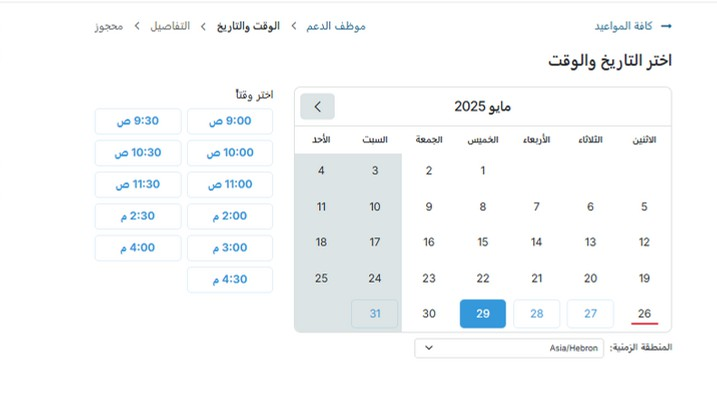 كافة المواعيد
موظف الدعم
الوقت والتاريخ
التفاصيل
محجوز
اختر التاريخ والوقت
مايو 2025
الاثنين الثلاثاء الأربعاء الخميس الجمعة السبت الأحد
1 2 3 4
5 6 7 8 9 10 11
12 13 14 15 16 17 18
19 20 21 22 23 24 25
26 27 28 29 30 31
المنطقة الزمنية: Asia/Hebron
اختر وقتاً
9:00 ص 9:30 ص
10:00 ص 10:30 ص
11:00 ص 11:30 ص
2:00 م 2:30 م
3:00 م 4:00 م
4:30 م